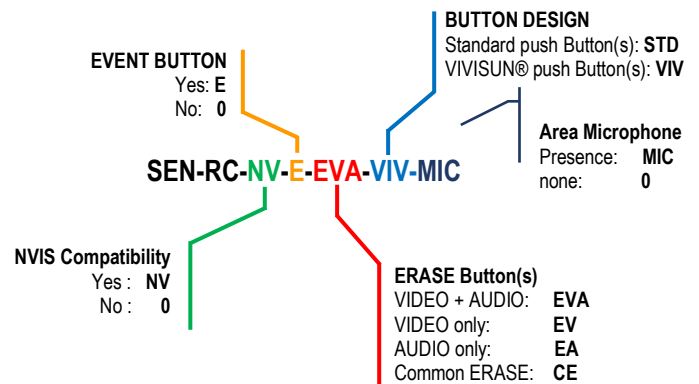 BUTTON DESIGN
Standard push Button(s): STD
VIVISUN® push Button(s): VIV
EVENT BUTTON
Yes: E
No: 0
Area Microphone
Presence: MIC
none: 0
SEN-RC-NV-E-EVA-VIV-MIC
NVIS Compatibility
Yes : NV
No : 0
ERASE Button(s)
VIDEO + AUDIO: EVA
VIDEO only: EV
AUDIO only: EA
Common ERASE: CE